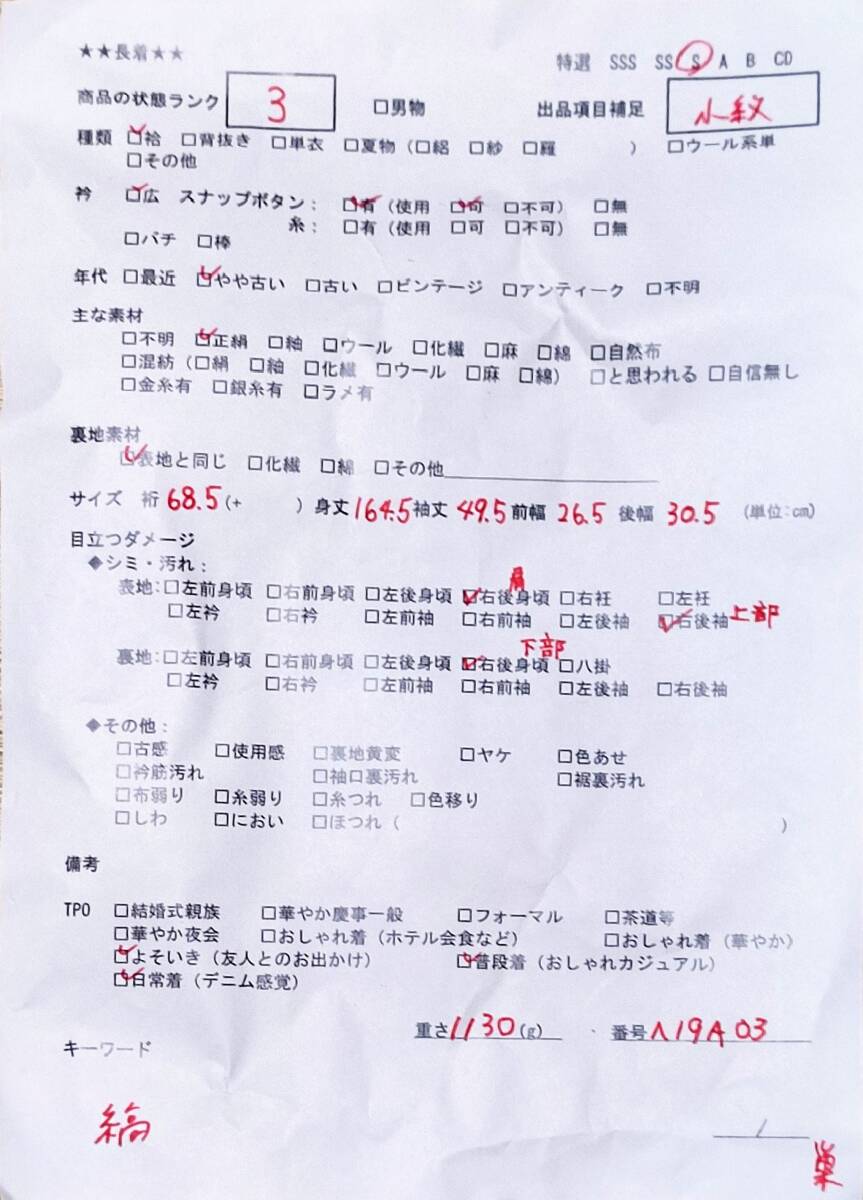 ★★長着★★
特選 SSS SS S A B CD
商品の状態ランク 3 □男物 出品項目補足 小紋
種類 ☑袷 □背抜き □単衣 □夏物（□絽 □紗 □羅 ） □ウール系単
□その他
衿 ☑広 スナップボタン： ☑有（使用 ☑可 □不可） □無
糸： □有（使用 □可 □不可） □無
□バチ □棒
年代 □最近 ☑やや古い □古い □ビンテージ □アンティーク □不明
主な素材
□不明 ☑正絹 □紬 □ウール □化繊 □麻 □綿 □自然布
□混紡（□絹 □紬 □化繊 □ウール □麻 □綿） □と思われる □自信無し
□金糸有 □銀糸有 □ラメ有
裏地素材
☑表地と同じ □化繊 □綿 □その他
サイズ 裄 68.5 (+ ) 身丈 164.5 袖丈 49.5 前幅 26.5 後幅 30.5 (単位:cm)
目立つダメージ
◆シミ・汚れ：
肩
表地：□左前身頃 □右前身頃 □左後身頃 ☑右後身頃 □右衽 □左衽
□左衿 □右衿 □左前袖 □右前袖 □左後袖 ☑右後袖 上部
下部
裏地：□左前身頃 □右前身頃 □左後身頃 ☑右後身頃 □八掛
□左衿 □右衿 □左前袖 □右前袖 □左後袖 □右後袖
◆その他：
□古感 □使用感 □裏地黄変 □ヤケ □色あせ
□衿筋汚れ □袖口裏汚れ □裾裏汚れ
□布弱り □糸弱り □糸つれ □色移り
□しわ □におい □ほつれ（ ）
備考
TPO □結婚式親族 □華やか慶事一般 □フォーマル □茶道等
□華やか夜会 □おしゃれ着（ホテル会食など） □おしゃれ着（華やか）
☑よそいき（友人とのお出かけ） ☑普段着（おしゃれカジュアル）
☑日常着（デニム感覚）
重さ 1130 (g) 番号 119A03
キーワード
縞